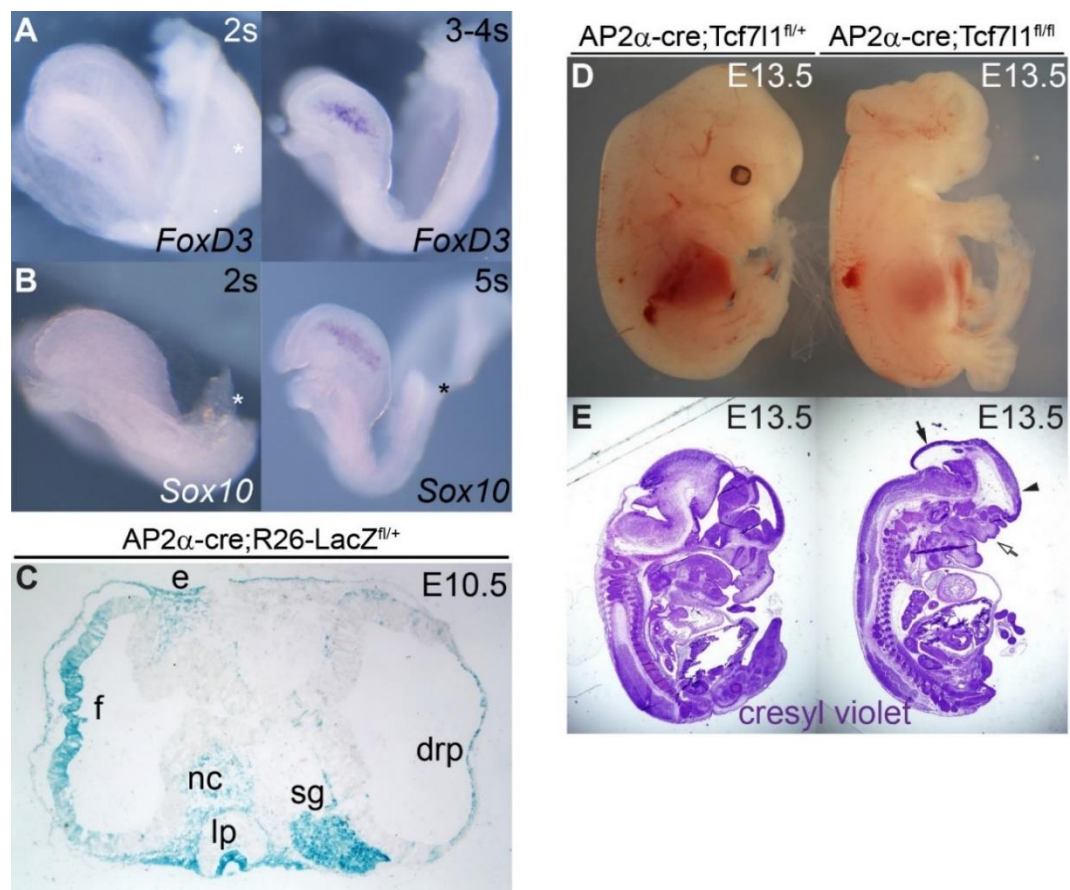 A 2s 3-4s
FoxD3 FoxD3
B 2s 5s
* *
*
Sox10 Sox10
AP2α-cre;R26-LacZfl/+
C e E10.5
f
drp
nc
sg
lp
AP2α-cre;Tcf7l1fl/+ AP2α-cre;Tcf7l1fl/fl
D E13.5 E13.5
E E13.5 E13.5
cresyl violet